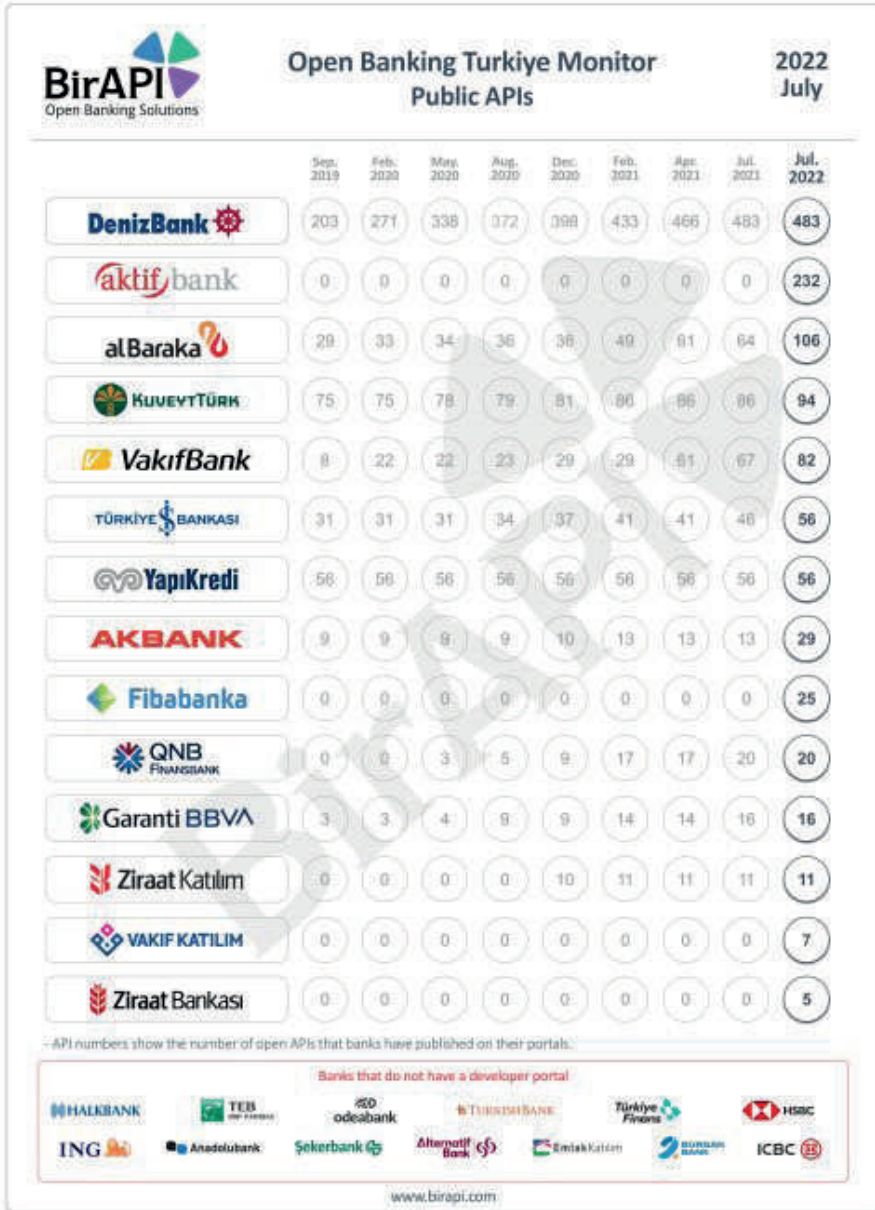 BirAPI
Open Banking Solutions
Open Banking Turkiye Monitor
Public APIs
2022
July
Sep. 2019 Feb. 2020 May. 2020 Aug. 2020 Dec. 2020 Feb. 2021 Apr. 2021 Jul. 2021 Jul. 2022
DenizBank 203 271 338 372 398 433 466 483 483
aktif bank 0 0 0 0 0 0 0 0 232
alBaraka 29 33 34 36 36 49 61 64 106
KUVEYTTÜRK 75 75 78 79 81 86 86 86 94
VakıfBank 8 22 22 23 29 29 61 67 82
TÜRKİYE İŞ BANKASI 31 31 31 34 37 41 41 46 56
YapıKredi 56 56 56 56 56 56 56 56 56
AKBANK 9 9 9 9 10 13 13 13 29
Fibabanka 0 0 0 0 0 0 0 0 25
QNB FINANSBANK 0 0 3 5 9 17 17 20 20
Garanti BBVA 3 3 4 9 9 14 14 16 16
Ziraat Katılım 0 0 0 0 10 11 11 11 11
VAKIF KATILIM 0 0 0 0 0 0 0 0 7
Ziraat Bankası 0 0 0 0 0 0 0 0 5
- API numbers show the number of open APIs that banks have published on their portals.
Banks that do not have a developer portal
HALKBANK TEB odeabank TURKISHBANK Türkiye Finans HSBC
ING Anadolubank Şekerbank Alternatif Bank Emlak Katılım BURGAN BANK ICBC
www.birapi.com
BirAPI